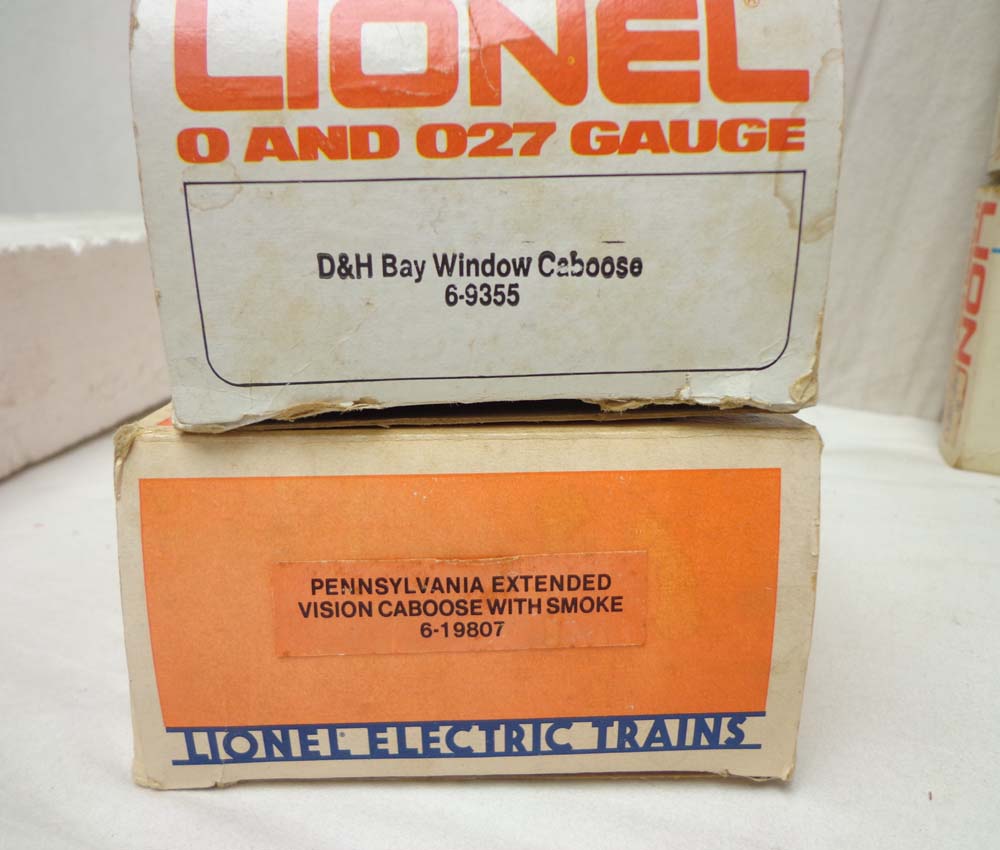 LIONEL®
O AND O27 GAUGE
D&H Bay Window Caboose
6-9355
PENNSYLVANIA EXTENDED
VISION CABOOSE WITH SMOKE
6-19807
LIONEL ELECTRIC TRAINS